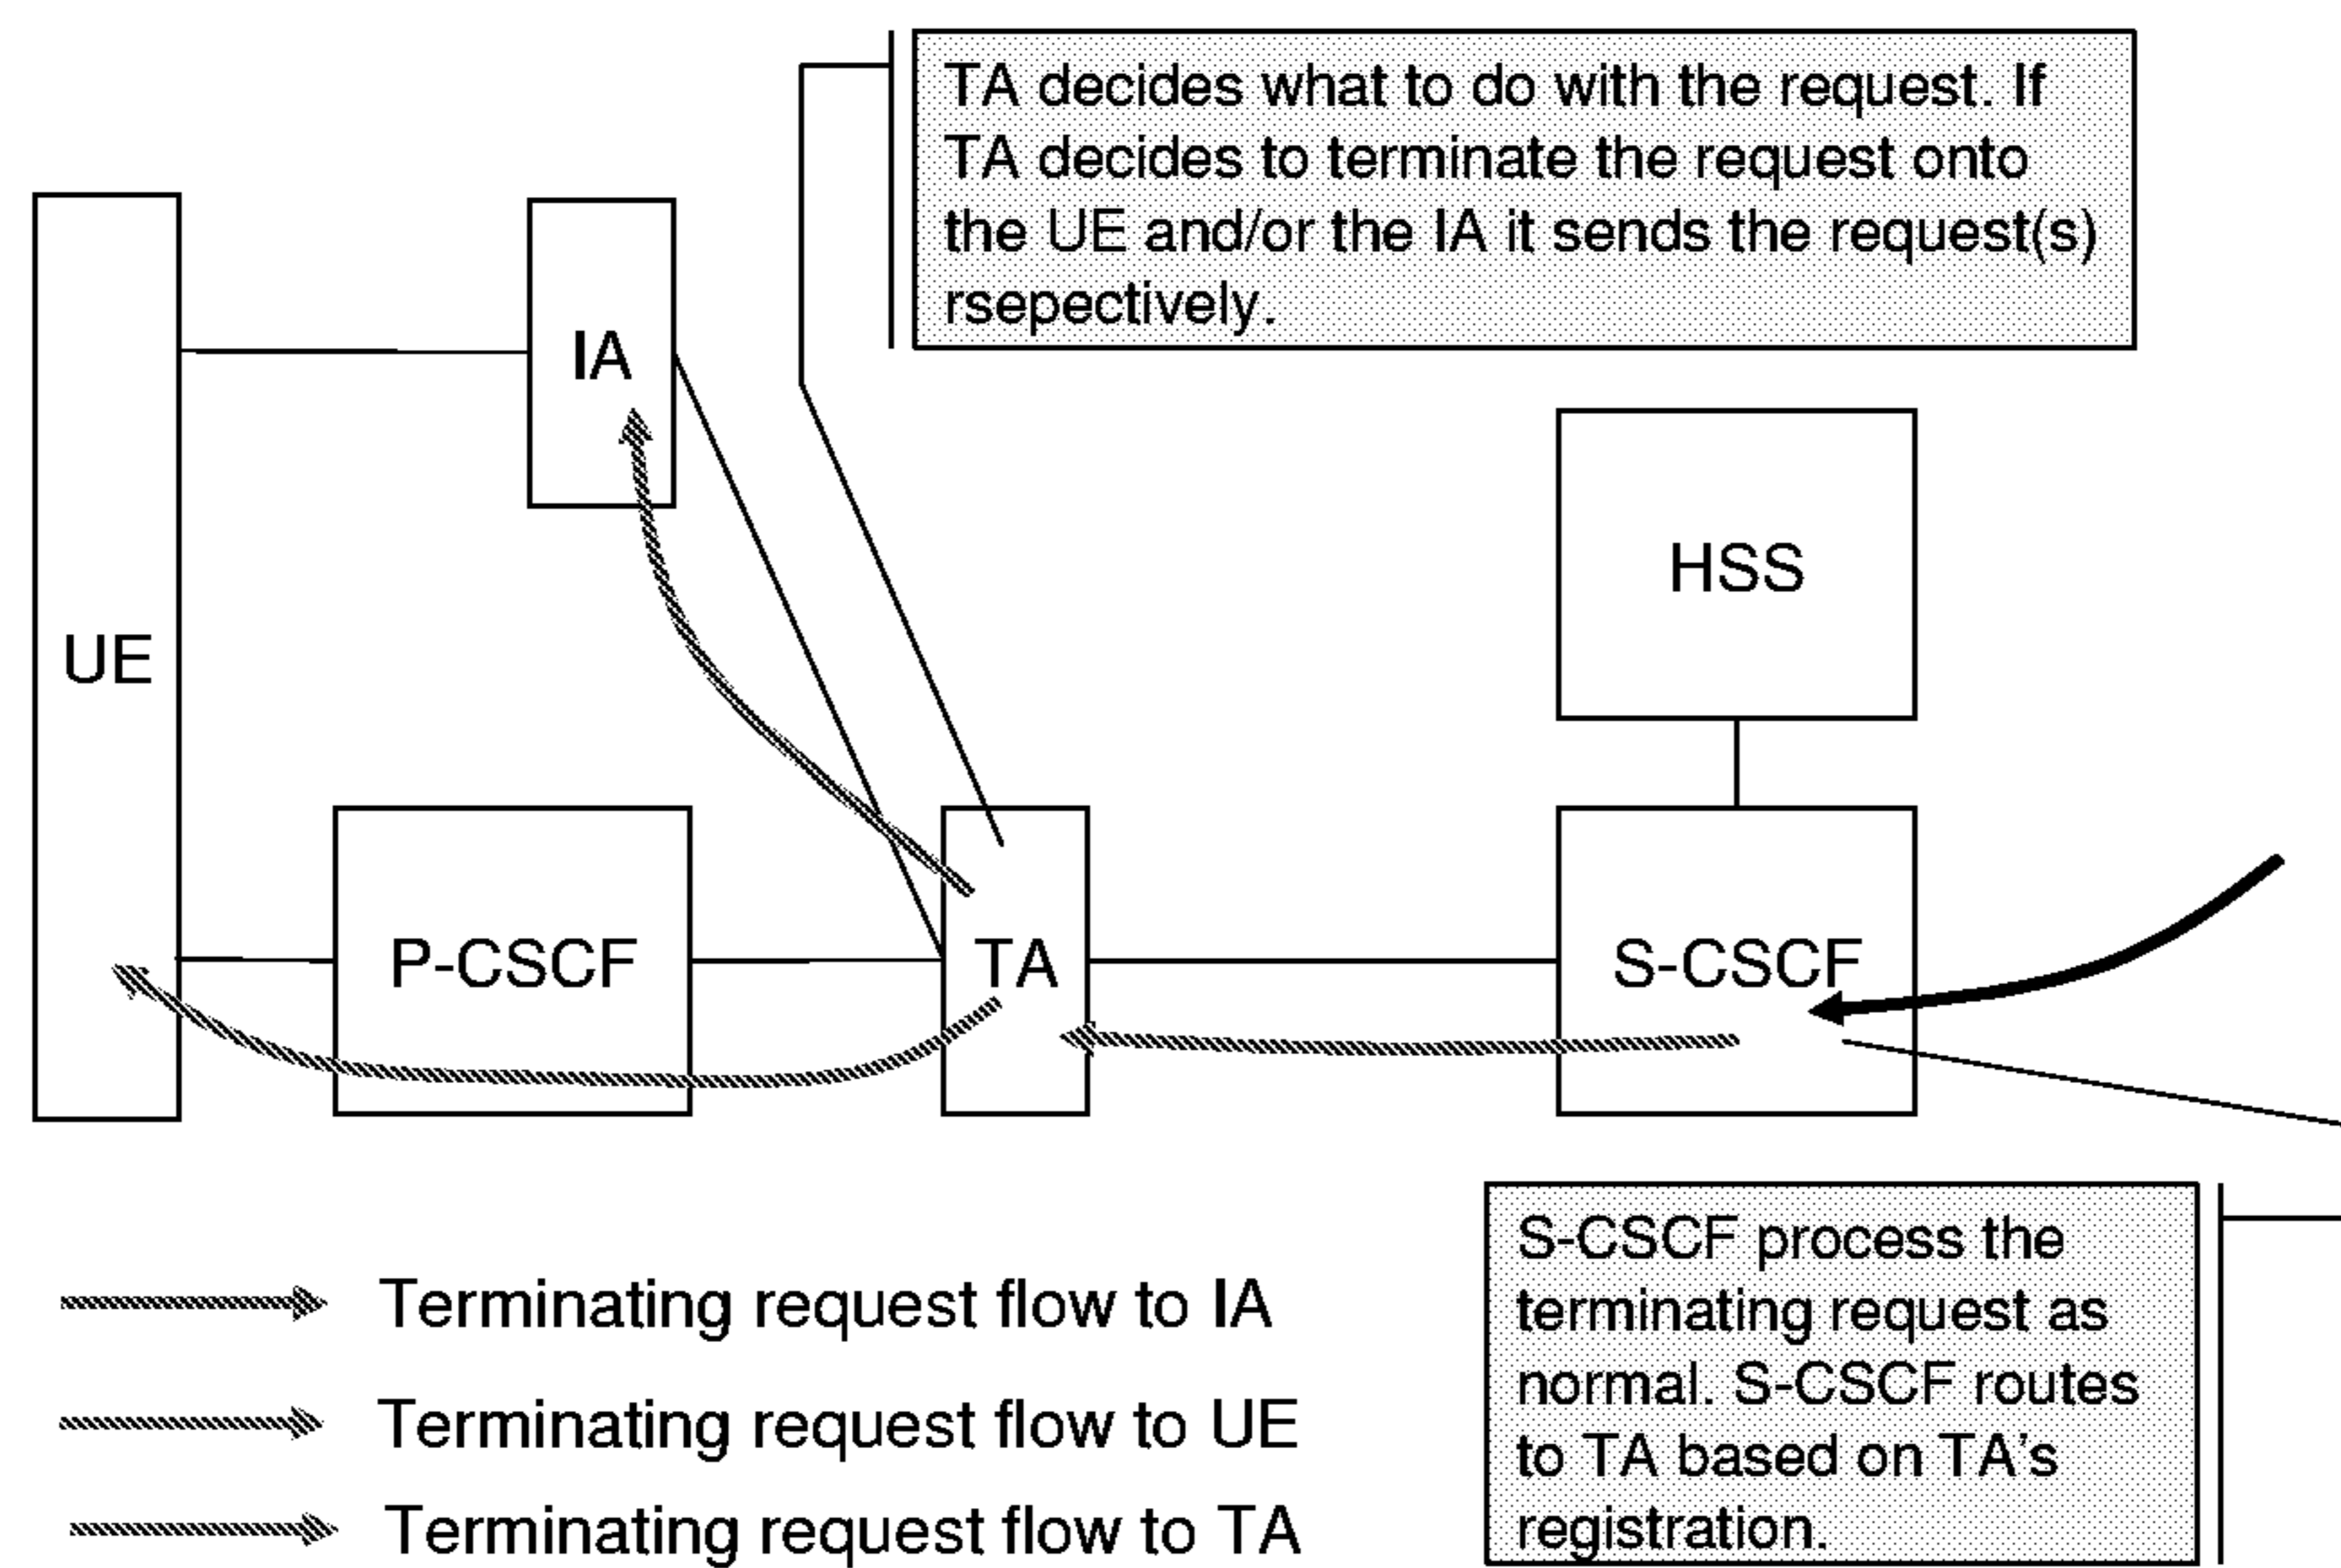 TA decides what to do with the request. If
TA decides to terminate the request onto
the UE and/or the IA it sends the request(s)
rsepectively.
IA
HSS
UE
P-CSCF
TA
S-CSCF
S-CSCF process the
terminating request as
normal. S-CSCF routes
to TA based on TA's
registration.
Terminating request flow to IA
Terminating request flow to UE
Terminating request flow to TA